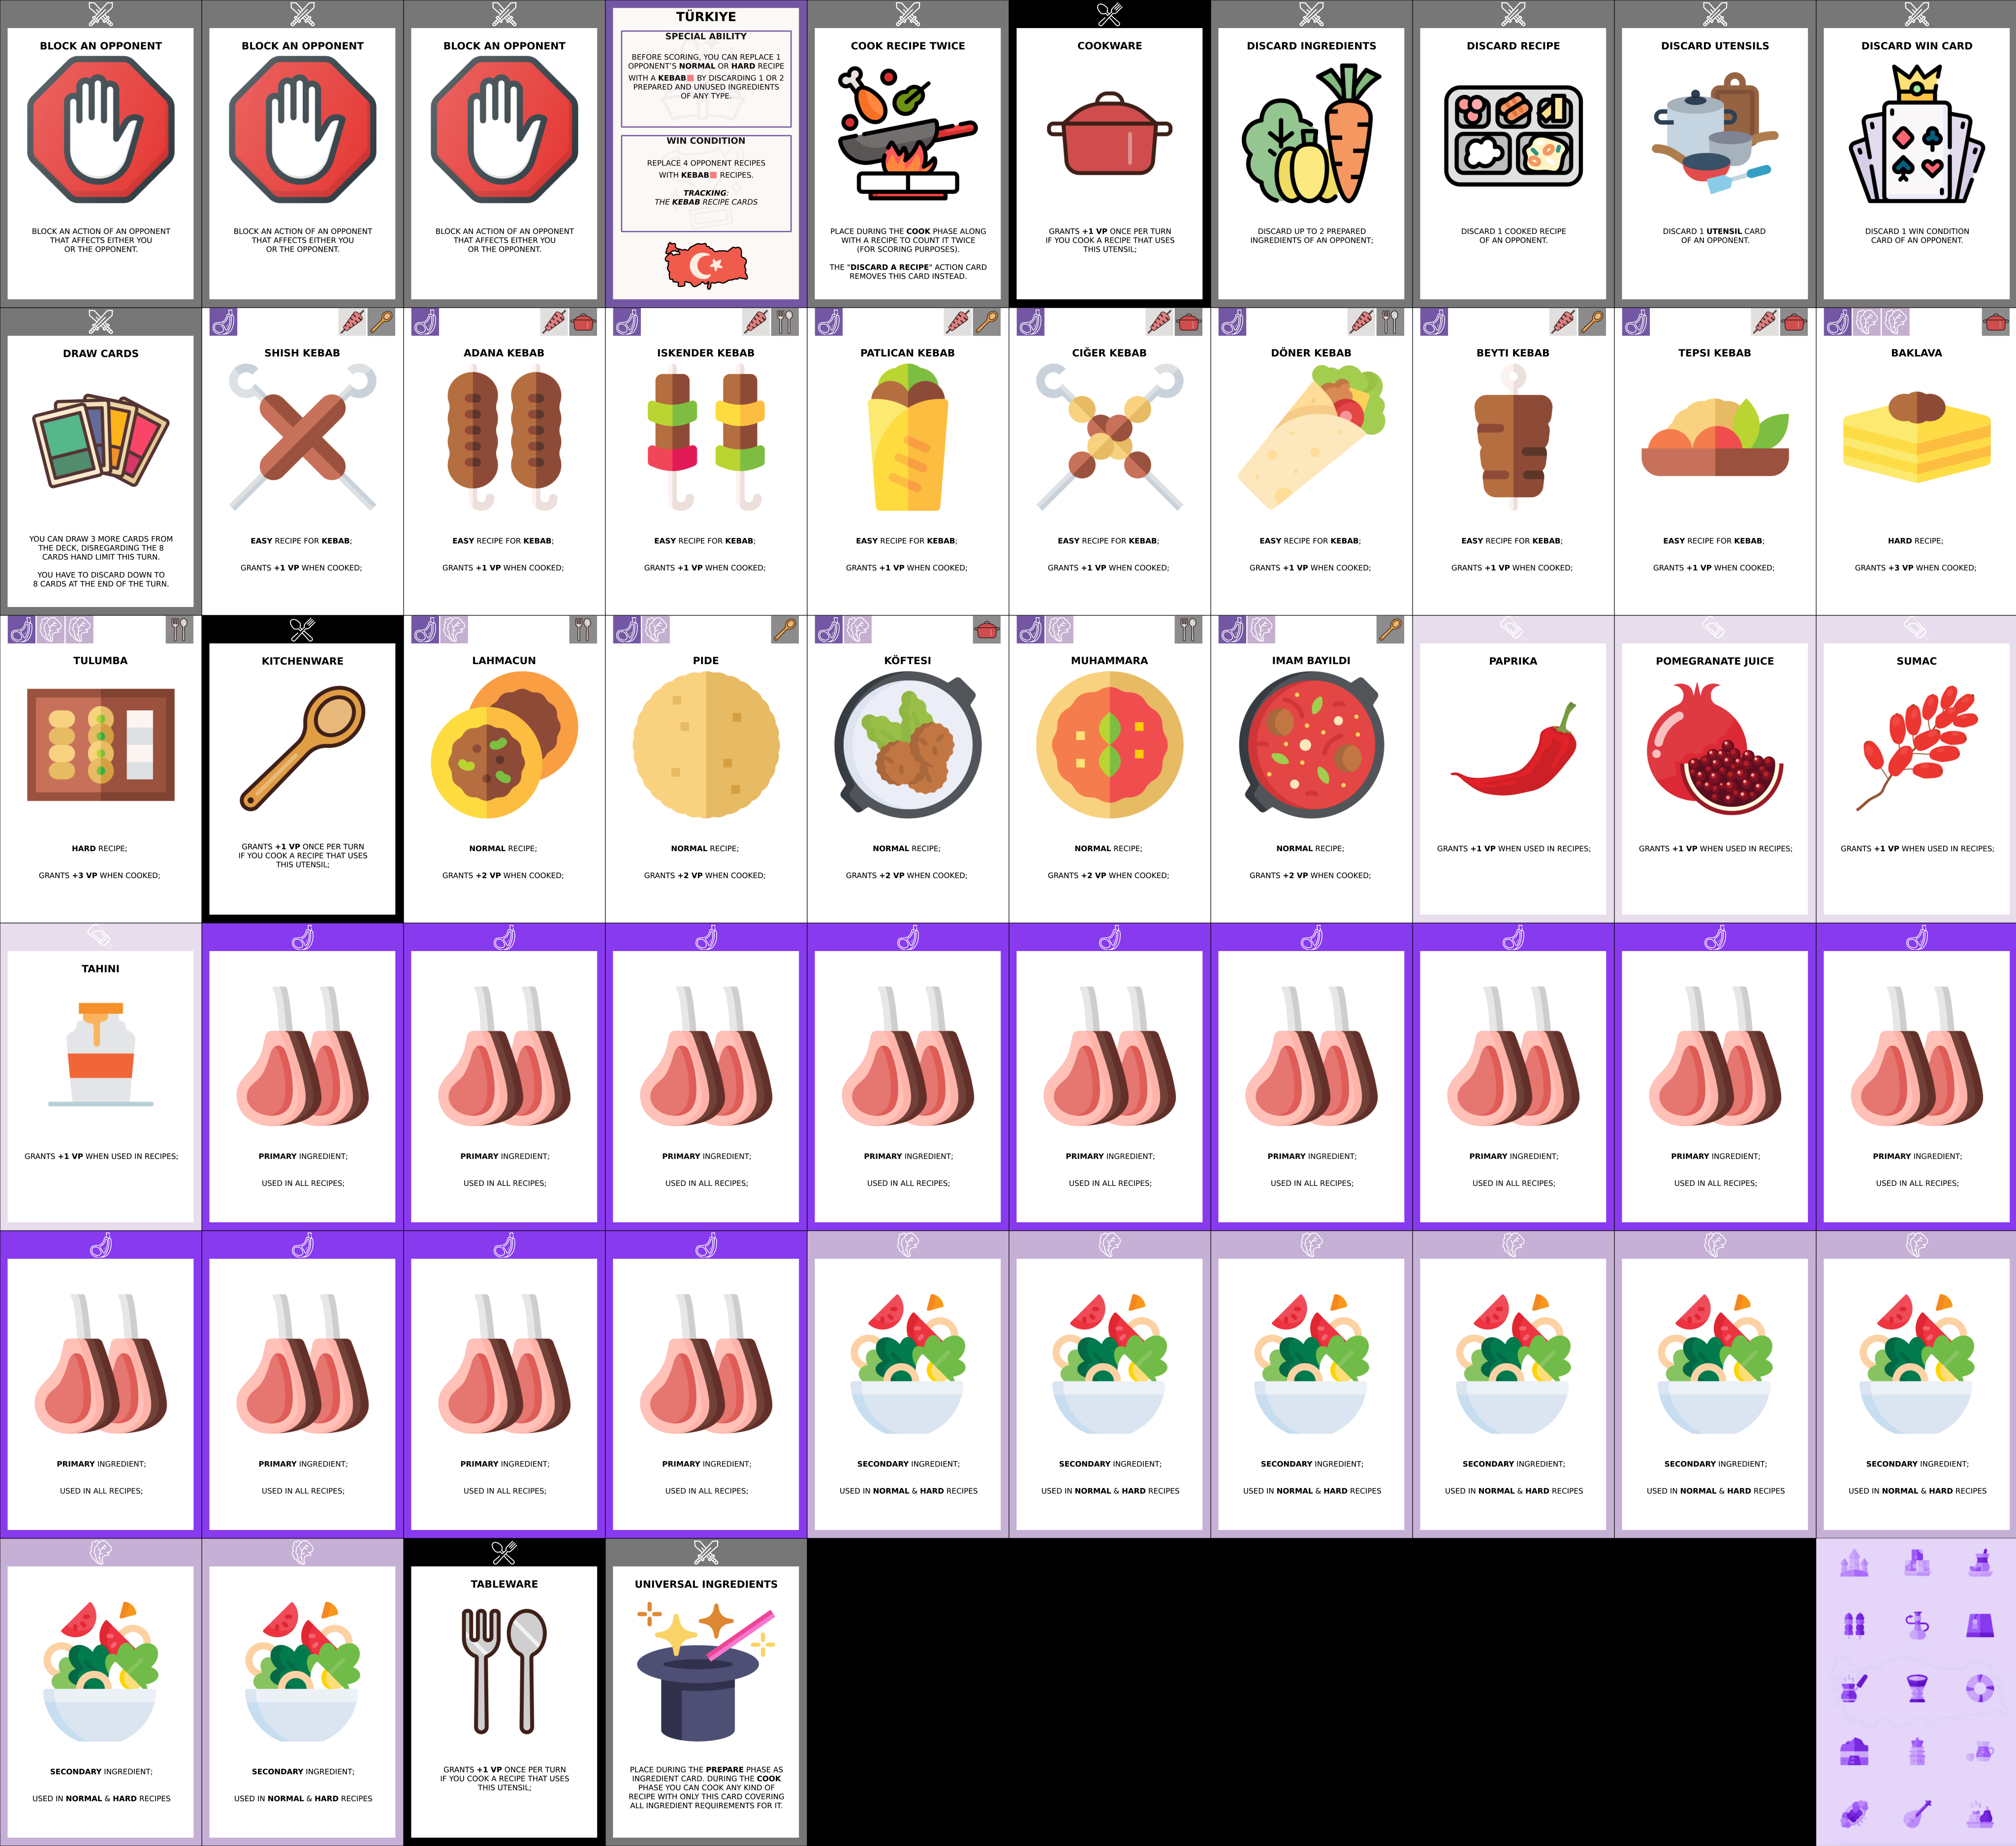 BLOCK AN OPPONENT
BLOCK AN ACTION OF AN OPPONENT
THAT AFFECTS EITHER YOU
OR THE OPPONENT.
BLOCK AN OPPONENT
BLOCK AN ACTION OF AN OPPONENT
THAT AFFECTS EITHER YOU
OR THE OPPONENT.
BLOCK AN OPPONENT
BLOCK AN ACTION OF AN OPPONENT
THAT AFFECTS EITHER YOU
OR THE OPPONENT.
TÜRKIYE
SPECIAL ABILITY
BEFORE SCORING, YOU CAN REPLACE 1
OPPONENT'S NORMAL OR HARD RECIPE
WITH A KEBAB BY DISCARDING 1 OR 2
PREPARED AND UNUSED INGREDIENTS
OF ANY TYPE.
WIN CONDITION
REPLACE 4 OPPONENT RECIPES
WITH KEBAB RECIPES.
TRACKING:
THE KEBAB RECIPE CARDS
COOK RECIPE TWICE
PLACE DURING THE COOK PHASE ALONG
WITH A RECIPE TO COUNT IT TWICE
(FOR SCORING PURPOSES).
THE "DISCARD A RECIPE" ACTION CARD
REMOVES THIS CARD INSTEAD.
COOKWARE
GRANTS +1 VP ONCE PER TURN
IF YOU COOK A RECIPE THAT USES
THIS UTENSIL;
DISCARD INGREDIENTS
DISCARD UP TO 2 PREPARED
INGREDIENTS OF AN OPPONENT;
DISCARD RECIPE
DISCARD 1 COOKED RECIPE
OF AN OPPONENT.
DISCARD UTENSILS
DISCARD 1 UTENSIL CARD
OF AN OPPONENT.
DISCARD WIN CARD
DISCARD 1 WIN CONDITION
CARD OF AN OPPONENT.
DRAW CARDS
YOU CAN DRAW 3 MORE CARDS FROM
THE DECK, DISREGARDING THE 8
CARDS HAND LIMIT THIS TURN.
YOU HAVE TO DISCARD DOWN TO
8 CARDS AT THE END OF THE TURN.
SHISH KEBAB
EASY RECIPE FOR KEBAB;
GRANTS +1 VP WHEN COOKED;
ADANA KEBAB
EASY RECIPE FOR KEBAB;
GRANTS +1 VP WHEN COOKED;
ISKENDER KEBAB
EASY RECIPE FOR KEBAB;
GRANTS +1 VP WHEN COOKED;
PATLICAN KEBAB
EASY RECIPE FOR KEBAB;
GRANTS +1 VP WHEN COOKED;
CIĞER KEBAB
EASY RECIPE FOR KEBAB;
GRANTS +1 VP WHEN COOKED;
DÖNER KEBAB
EASY RECIPE FOR KEBAB;
GRANTS +1 VP WHEN COOKED;
BEYTI KEBAB
EASY RECIPE FOR KEBAB;
GRANTS +1 VP WHEN COOKED;
TEPSI KEBAB
EASY RECIPE FOR KEBAB;
GRANTS +1 VP WHEN COOKED;
BAKLAVA
HARD RECIPE;
GRANTS +3 VP WHEN COOKED;
TULUMBA
HARD RECIPE;
GRANTS +3 VP WHEN COOKED;
KITCHENWARE
GRANTS +1 VP ONCE PER TURN
IF YOU COOK A RECIPE THAT USES
THIS UTENSIL;
LAHMACUN
NORMAL RECIPE;
GRANTS +2 VP WHEN COOKED;
PIDE
NORMAL RECIPE;
GRANTS +2 VP WHEN COOKED;
KÖFTESI
NORMAL RECIPE;
GRANTS +2 VP WHEN COOKED;
MUHAMMARA
NORMAL RECIPE;
GRANTS +2 VP WHEN COOKED;
IMAM BAYILDI
NORMAL RECIPE;
GRANTS +2 VP WHEN COOKED;
PAPRIKA
GRANTS +1 VP WHEN USED IN RECIPES;
POMEGRANATE JUICE
GRANTS +1 VP WHEN USED IN RECIPES;
SUMAC
GRANTS +1 VP WHEN USED IN RECIPES;
TAHINI
GRANTS +1 VP WHEN USED IN RECIPES;
PRIMARY INGREDIENT;
USED IN ALL RECIPES;
PRIMARY INGREDIENT;
USED IN ALL RECIPES;
PRIMARY INGREDIENT;
USED IN ALL RECIPES;
PRIMARY INGREDIENT;
USED IN ALL RECIPES;
PRIMARY INGREDIENT;
USED IN ALL RECIPES;
PRIMARY INGREDIENT;
USED IN ALL RECIPES;
PRIMARY INGREDIENT;
USED IN ALL RECIPES;
PRIMARY INGREDIENT;
USED IN ALL RECIPES;
PRIMARY INGREDIENT;
USED IN ALL RECIPES;
PRIMARY INGREDIENT;
USED IN ALL RECIPES;
PRIMARY INGREDIENT;
USED IN ALL RECIPES;
PRIMARY INGREDIENT;
USED IN ALL RECIPES;
PRIMARY INGREDIENT;
USED IN ALL RECIPES;
SECONDARY INGREDIENT;
USED IN NORMAL & HARD RECIPES
SECONDARY INGREDIENT;
USED IN NORMAL & HARD RECIPES
SECONDARY INGREDIENT;
USED IN NORMAL & HARD RECIPES
SECONDARY INGREDIENT;
USED IN NORMAL & HARD RECIPES
SECONDARY INGREDIENT;
USED IN NORMAL & HARD RECIPES
SECONDARY INGREDIENT;
USED IN NORMAL & HARD RECIPES
SECONDARY INGREDIENT;
USED IN NORMAL & HARD RECIPES
SECONDARY INGREDIENT;
USED IN NORMAL & HARD RECIPES
TABLEWARE
GRANTS +1 VP ONCE PER TURN
IF YOU COOK A RECIPE THAT USES
THIS UTENSIL;
UNIVERSAL INGREDIENTS
PLACE DURING THE PREPARE PHASE AS
INGREDIENT CARD. DURING THE COOK
PHASE YOU CAN COOK ANY KIND OF
RECIPE WITH ONLY THIS CARD COVERING
ALL INGREDIENT REQUIREMENTS FOR IT.